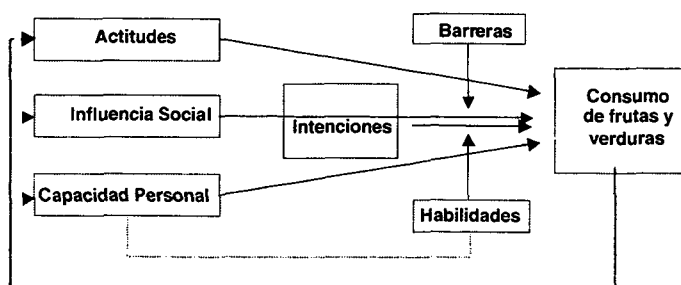 Actitudes
Barreras
Influencia Social
Intenciones
Consumo
de frutas y
verduras
Capacidad Personal
Habilidades